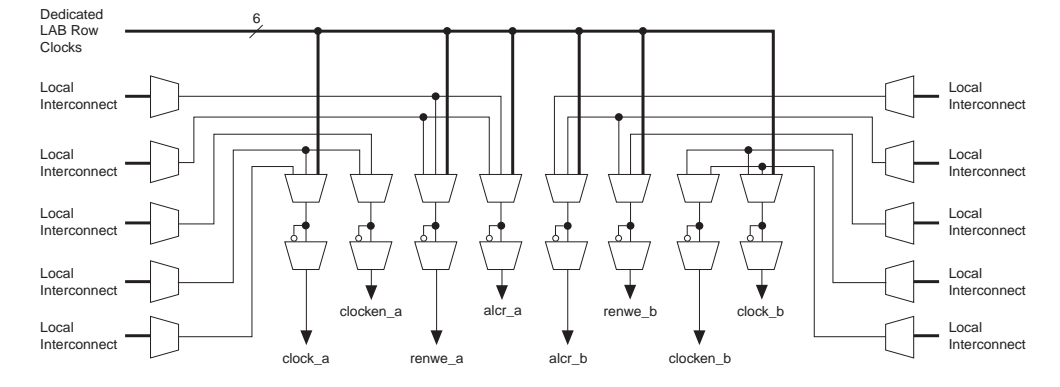 Dedicated
LAB Row
Clocks
6
Local
Interconnect
Local
Interconnect
Local
Interconnect
Local
Interconnect
Local
Interconnect
Local
Interconnect
Local
Interconnect
Local
Interconnect
Local
Interconnect
Local
Interconnect
clocken_a
alcr_a
renwe_b
clock_b
clock_a
renwe_a
alcr_b
clocken_b